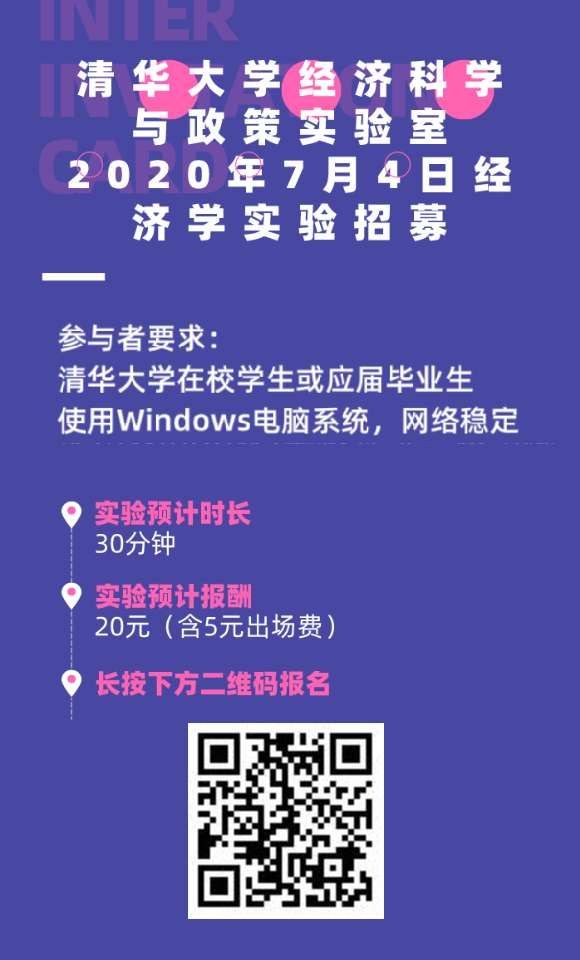 INTER
INVITATION
CARDS
清华大学经济科学
与政策实验室
2020年7月4日经
济学实验招募
参与者要求：
清华大学在校学生或应届毕业生
使用Windows电脑系统，网络稳定
实验预计时长
30分钟
实验预计报酬
20元（含5元出场费）
长按下方二维码报名